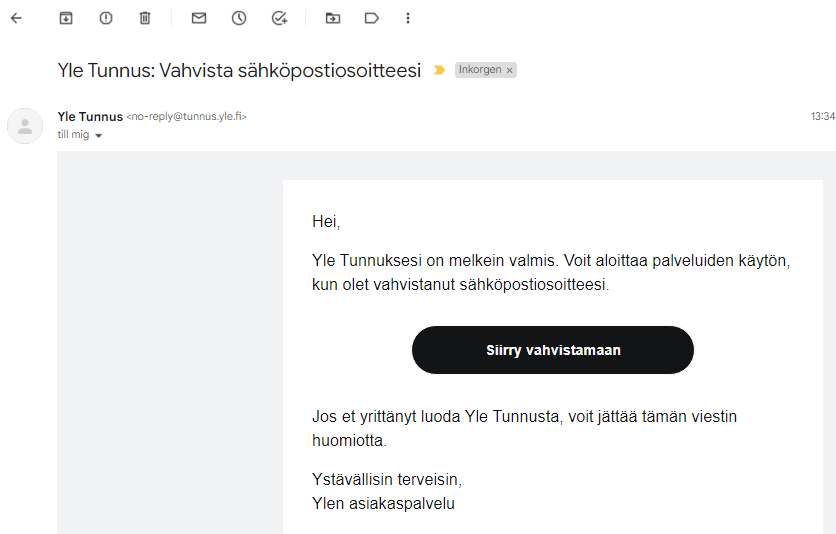 Yle Tunnus: Vahvista sähköpostiosoitteesi Inkorgen ×
Yle Tunnus <no-reply@tunnus.yle.fi> 13:34
till mig
Hei,
Yle Tunnuksesi on melkein valmis. Voit aloittaa palveluiden käytön,
kun olet vahvistanut sähköpostiosoitteesi.
Siirry vahvistamaan
Jos et yrittänyt luoda Yle Tunnusta, voit jättää tämän viestin
huomiotta.
Ystävällisin terveisin,
Ylen asiakaspalvelu